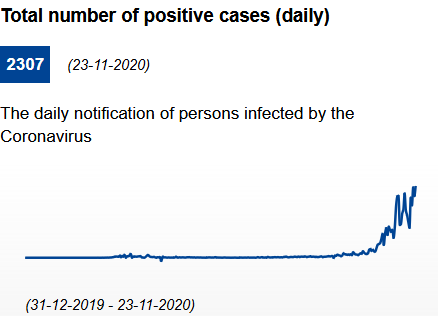 Total number of positive cases (daily)
2307 (23-11-2020)
The daily notification of persons infected by the
Coronavirus
(31-12-2019 - 23-11-2020)